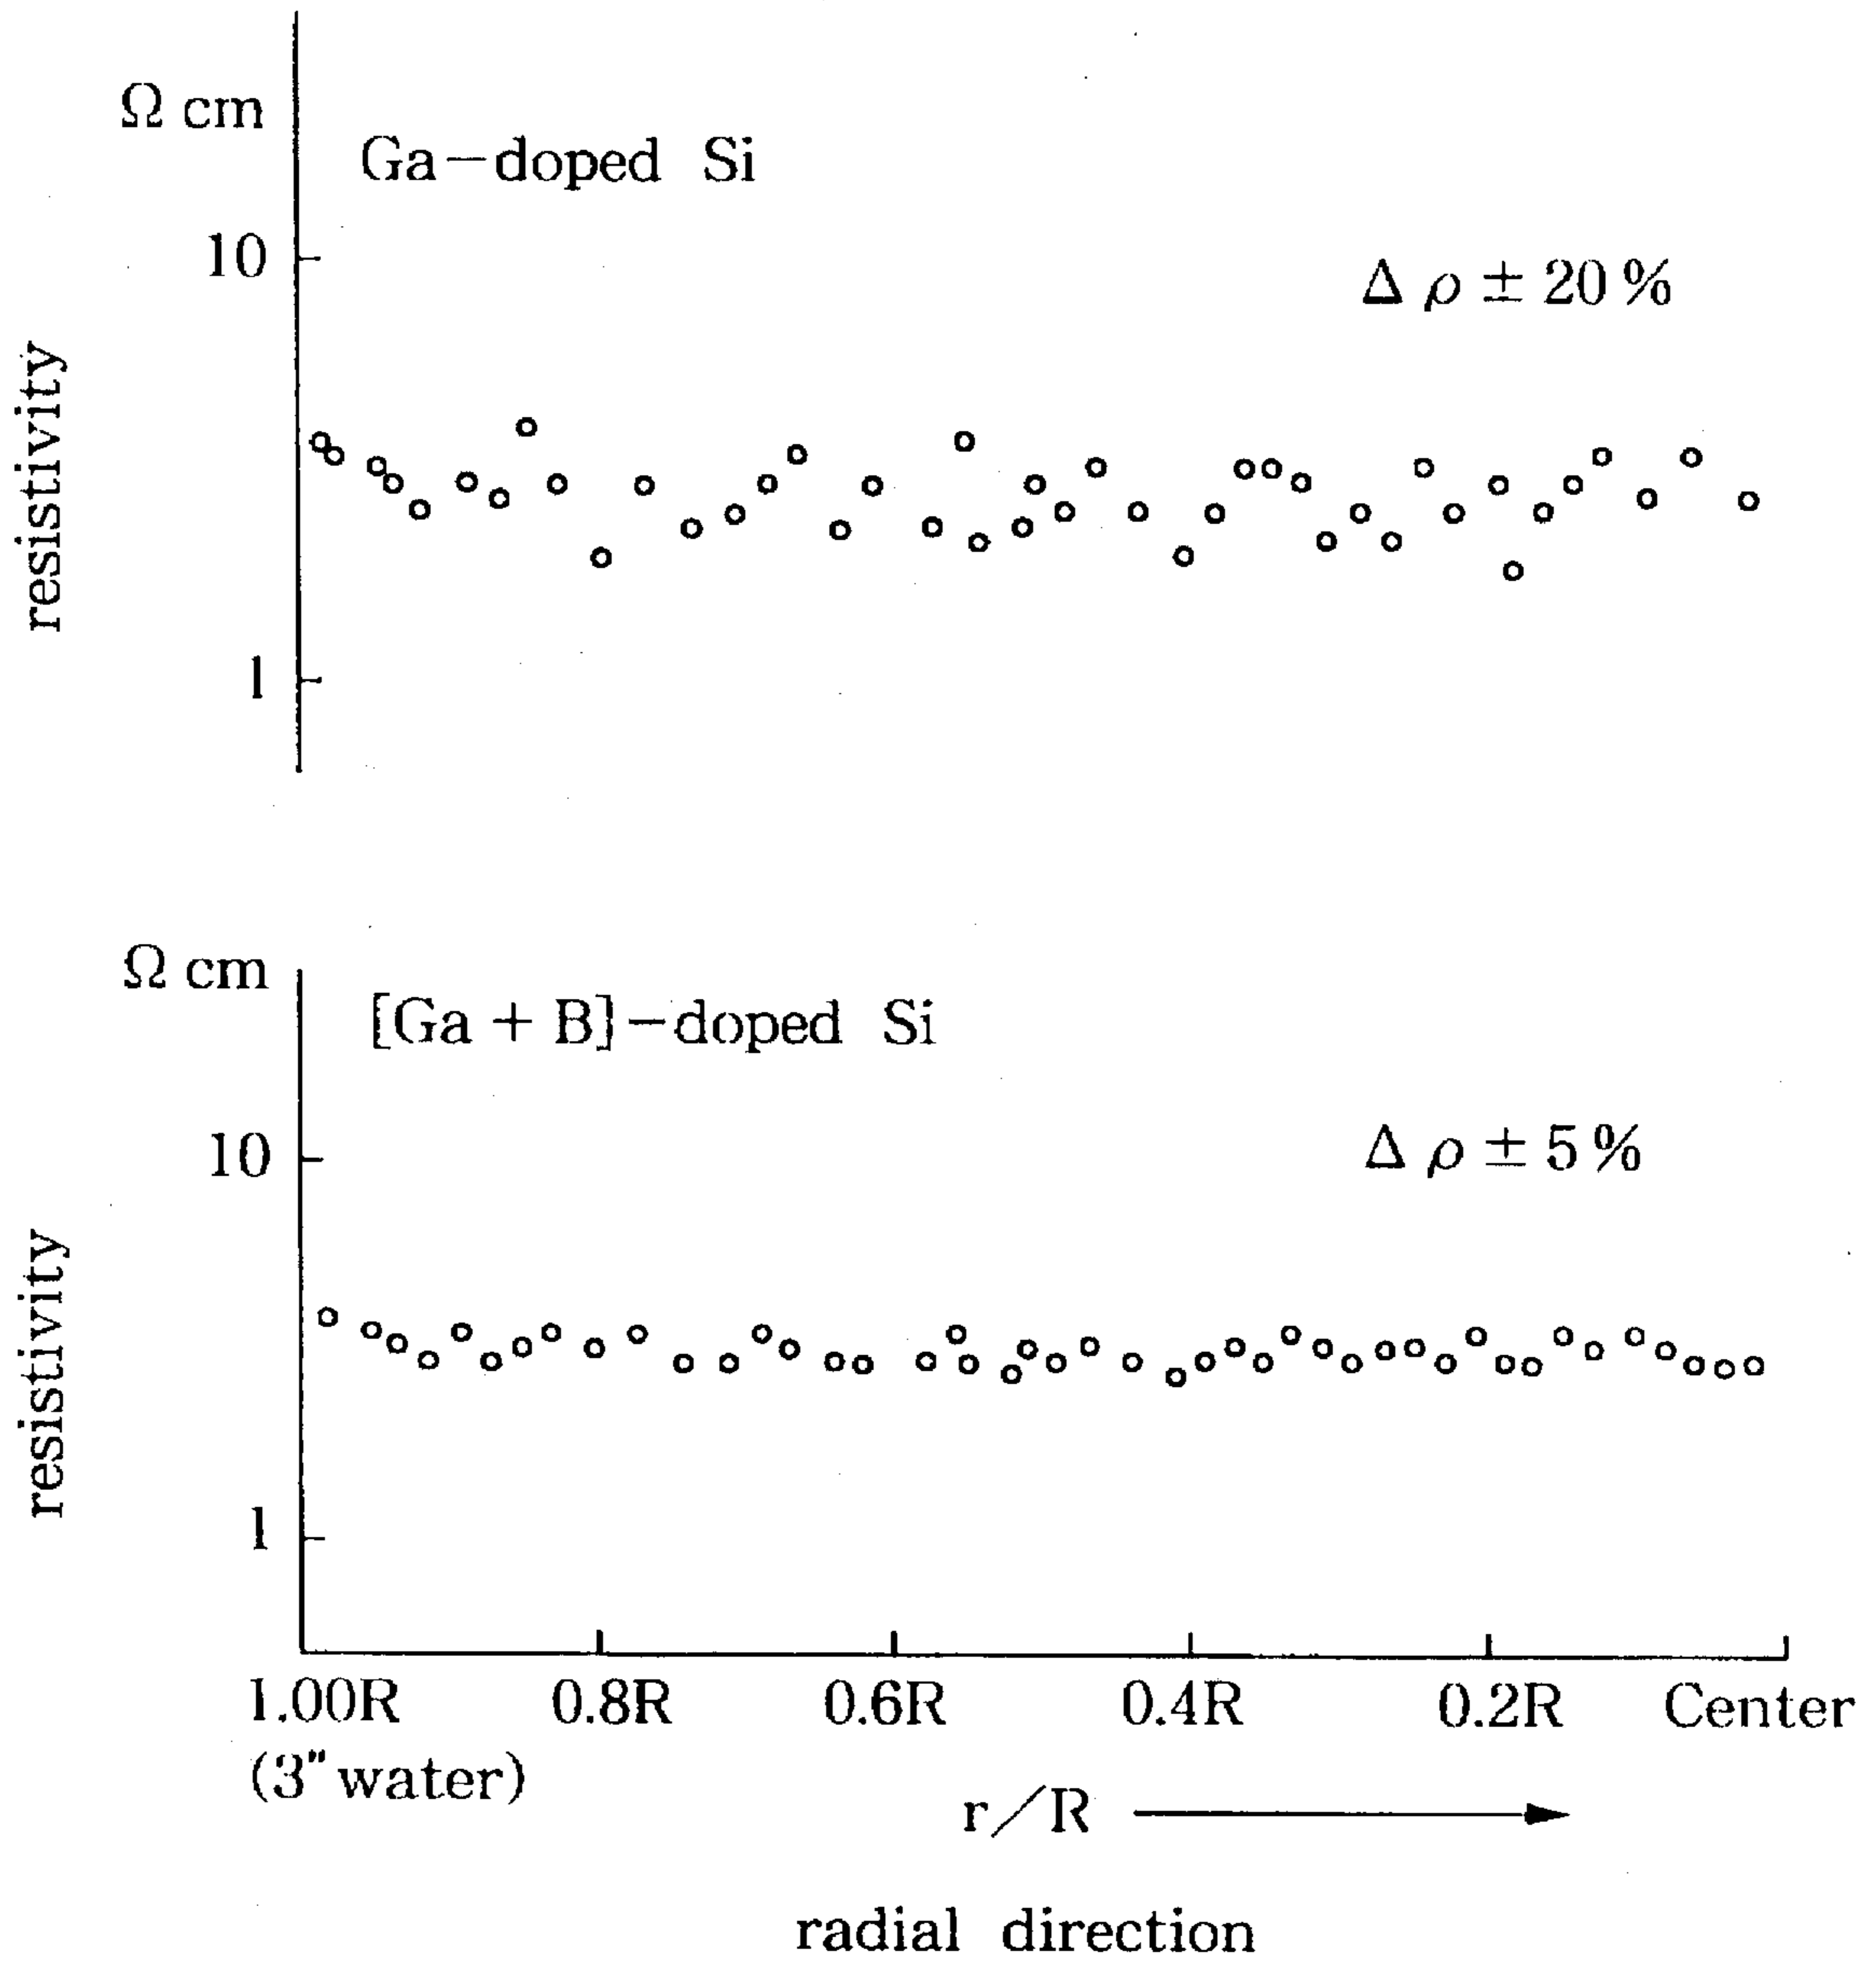 Ω cm
Ga-doped Si
10
Δ ρ ± 20 %
resistivity
1
Ω cm
[Ga + B]-doped Si
10
Δ ρ ± 5 %
resistivity
1
1.00R 0.8R 0.6R 0.4R 0.2R Center
(3" water)
r/R
radial direction